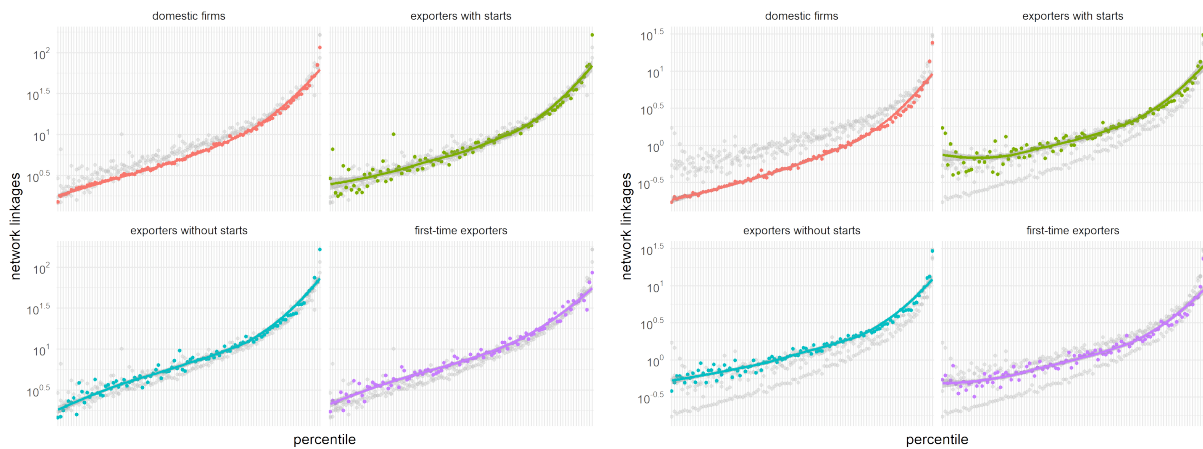 domestic firms
exporters with starts
10^2
10^1.5
10^1
10^0.5
exporters without starts
first-time exporters
10^2
10^1.5
10^1
10^0.5
network linkages
percentile
domestic firms
exporters with starts
10^1.5
10^1
10^0.5
10^0
10^-0.5
exporters without starts
first-time exporters
10^1.5
10^1
10^0.5
10^0
10^-0.5
network linkages
percentile